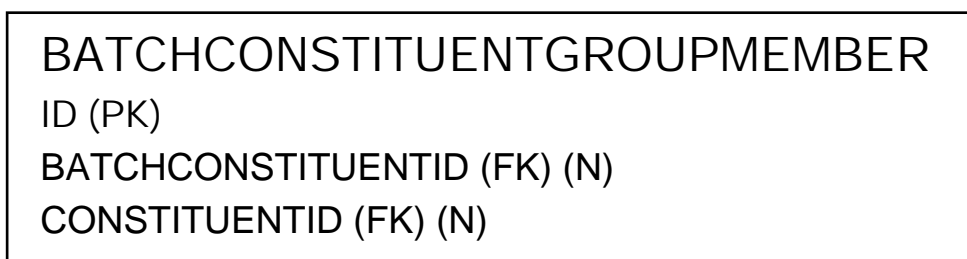 BATCHCONSTITUENTGROUPMEMBER
ID (PK)
BATCHCONSTITUENTID (FK) (N)
CONSTITUENTID (FK) (N)